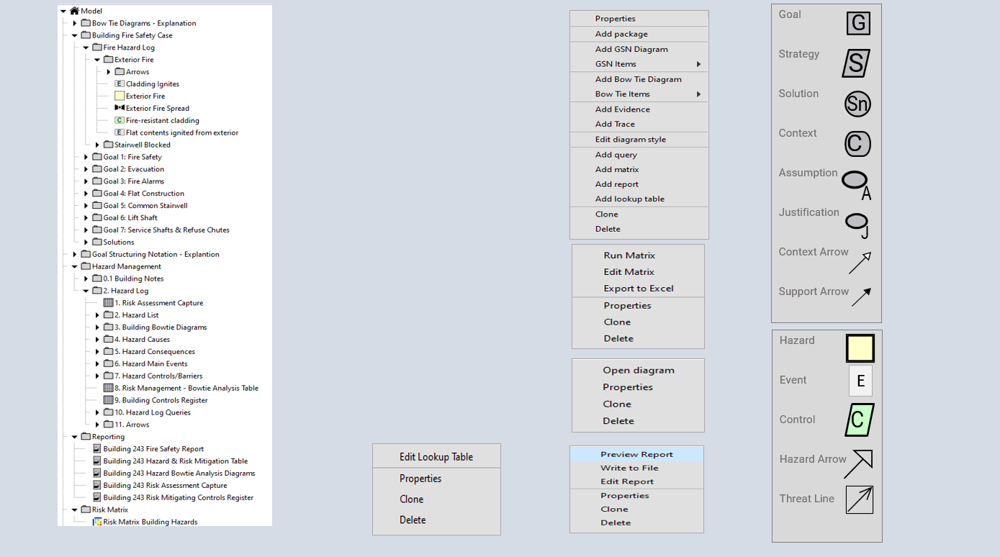 Model
Bow Tie Diagrams - Explanation
Building Fire Safety Case
Fire Hazard Log
Exterior Fire
Arrows
E Cladding Ignites
Exterior Fire
Exterior Fire Spread
C Fire-resistant cladding
E Flat contents ignited from exterior
Stairwell Blocked
Goal 1: Fire Safety
Goal 2: Evacuation
Goal 3: Fire Alarms
Goal 4: Flat Construction
Goal 5: Common Stairwell
Goal 6: Lift Shaft
Goal 7: Service Shafts & Refuse Chutes
Solutions
Goal Structuring Notation - Explantion
Hazard Management
0.1 Building Notes
2. Hazard Log
1. Risk Assessment Capture
2. Hazard List
3. Building Bowtie Diagrams
4. Hazard Causes
5. Hazard Consequences
6. Hazard Main Events
7. Hazard Controls/Barriers
8. Risk Management - Bowtie Analysis Table
9. Building Controls Register
10. Hazard Log Queries
11. Arrows
Reporting
Building 243 Fire Safety Report
Building 243 Hazard & Risk Mitigation Table
Building 243 Hazard Bowtie Analysis Diagrams
Building 243 Risk Assessment Capture
Building 243 Risk Mitigating Controls Register
Risk Matrix
Risk Matrix Building Hazards
Edit Lookup Table
Properties
Clone
Delete
Properties
Add package
Add GSN Diagram
GSN Items
Add Bow Tie Diagram
Bow Tie Items
Add Evidence
Add Trace
Edit diagram style
Add query
Add matrix
Add report
Add lookup table
Clone
Delete
Run Matrix
Edit Matrix
Export to Excel
Properties
Clone
Delete
Open diagram
Properties
Clone
Delete
Preview Report
Write to File
Edit Report
Properties
Clone
Delete
Goal G
Strategy S
Solution Sn
Context C
Assumption A
Justification J
Context Arrow
Support Arrow
Hazard
Event E
Control C
Hazard Arrow
Threat Line